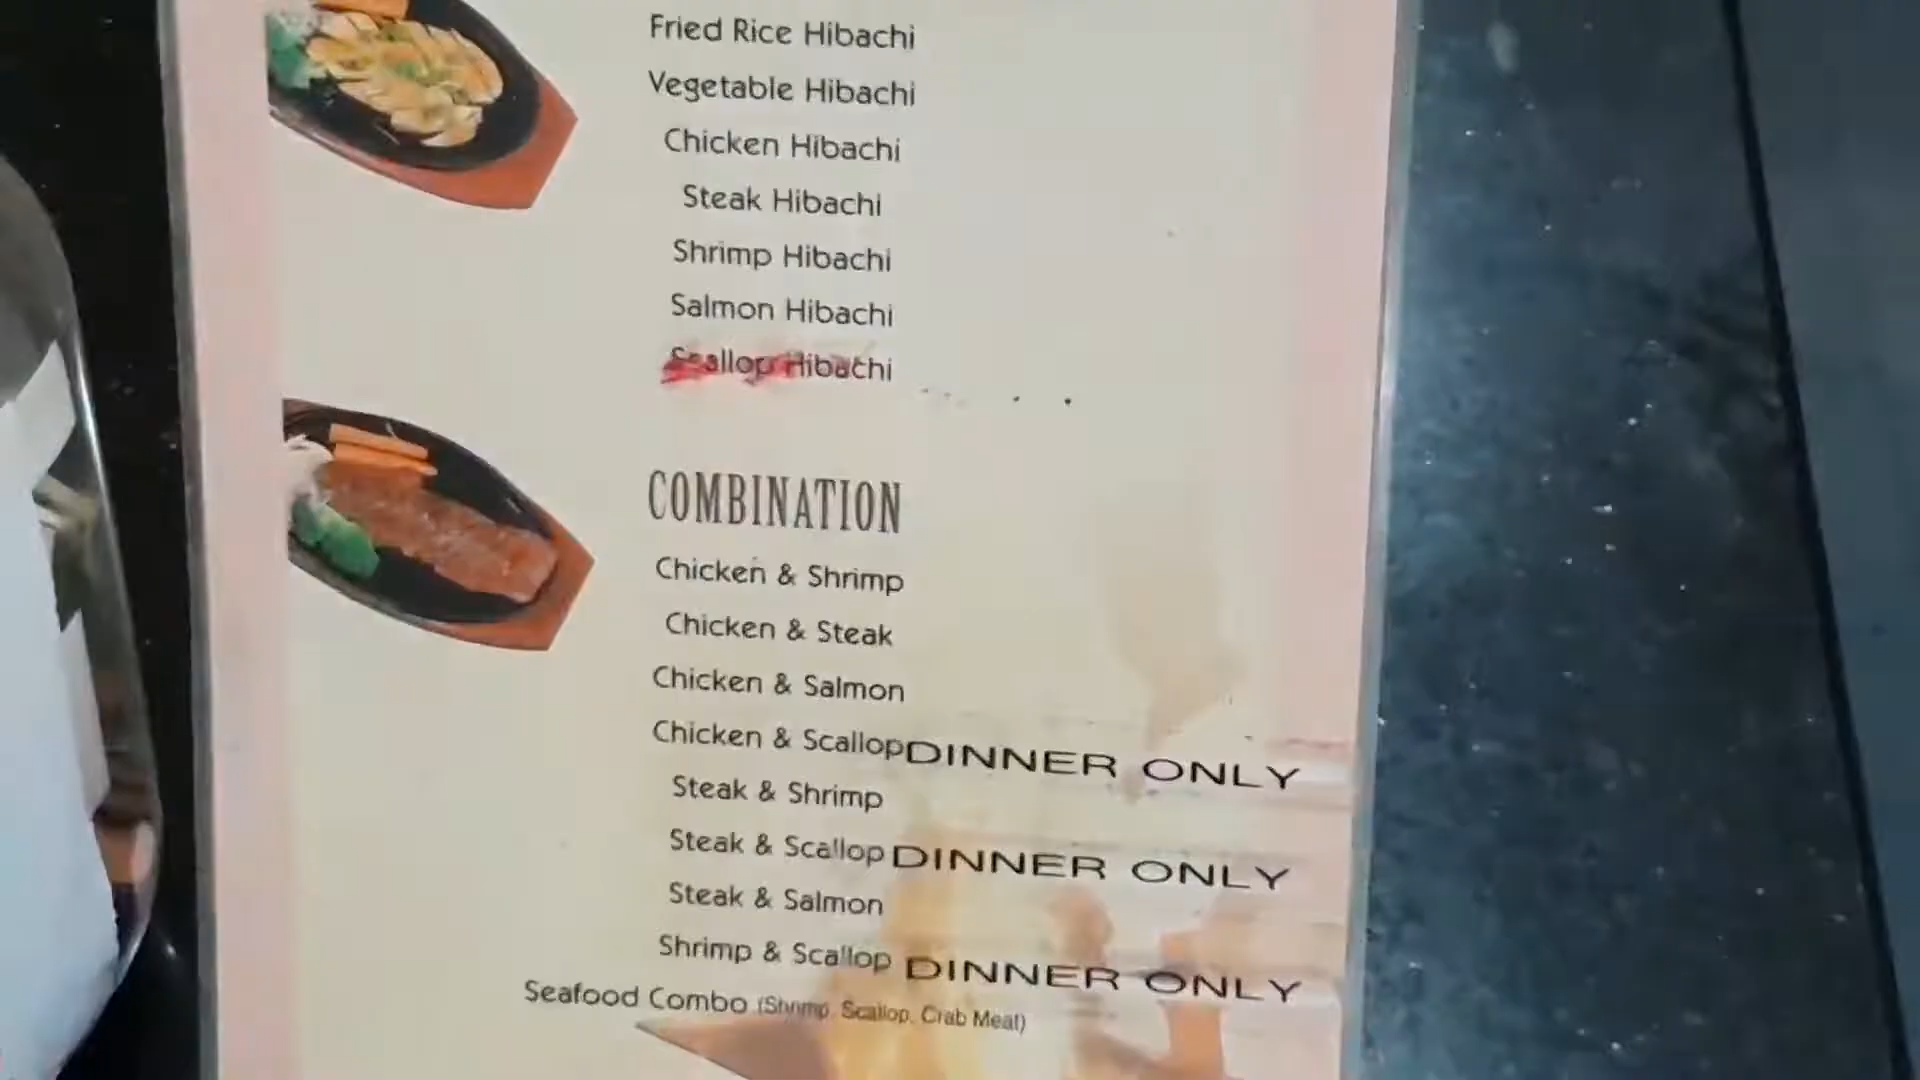 Fried Rice Hibachi
Vegetable Hibachi
Chicken Hibachi
Steak Hibachi
Shrimp Hibachi
Salmon Hibachi
Scallop Hibachi
COMBINATION
Chicken & Shrimp
Chicken & Steak
Chicken & Salmon
Chicken & Scallop DINNER ONLY
Steak & Shrimp
Steak & Scallop DINNER ONLY
Steak & Salmon
Shrimp & Scallop DINNER ONLY
Seafood Combo (Shrimp, Scallop, Crab Meat)